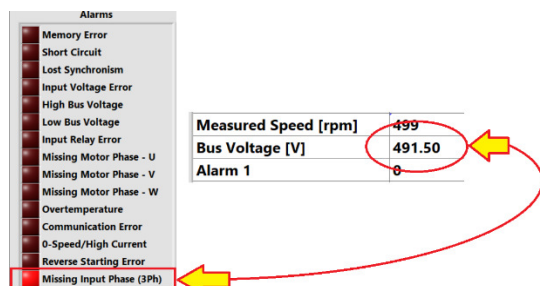 Alarms
Memory Error
Short Circuit
Lost Synchronism
Input Voltage Error
High Bus Voltage
Low Bus Voltage
Input Relay Error
Missing Motor Phase - U
Missing Motor Phase - V
Missing Motor Phase - W
Overtemperature
Communication Error
0-Speed/High Current
Reverse Starting Error
Missing Input Phase (3Ph)
Measured Speed [rpm] 499
Bus Voltage [V] 491.50
Alarm 1 0